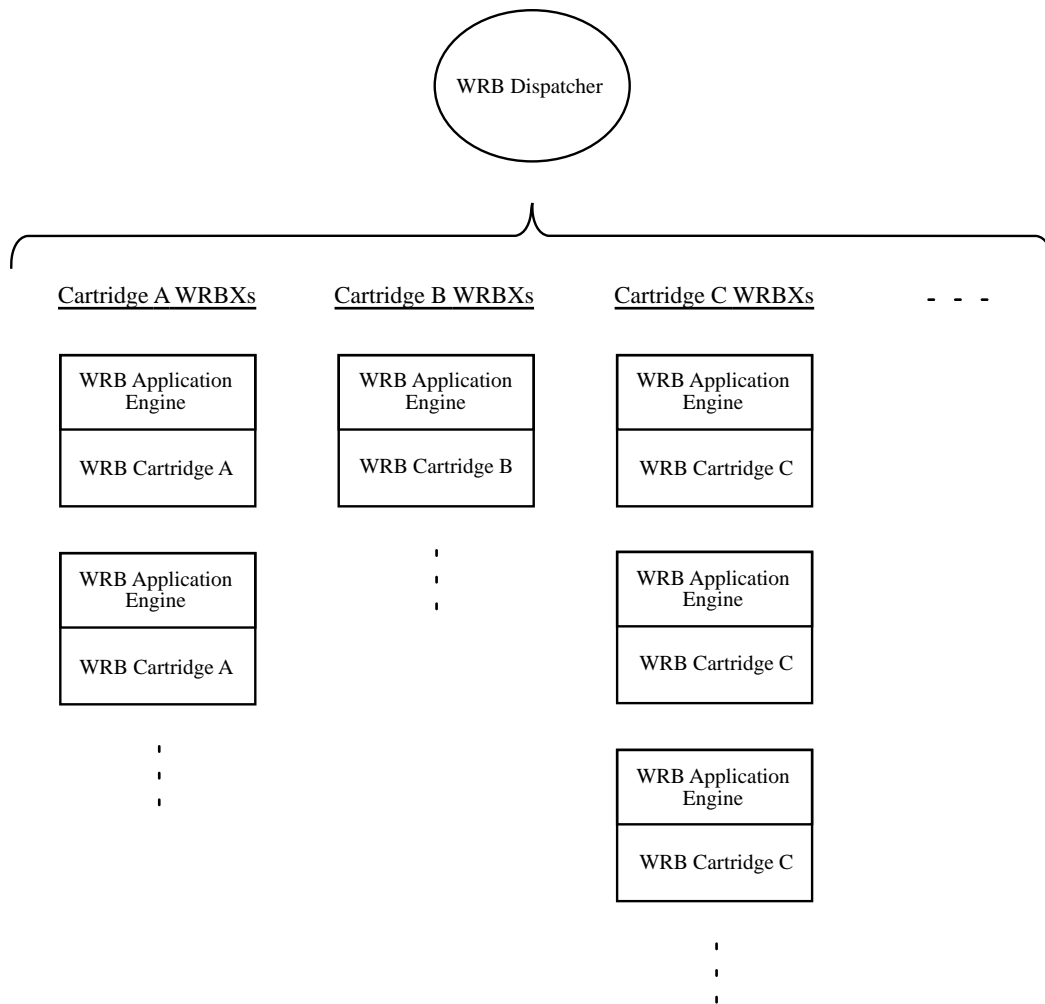 WRB Dispatcher
Cartridge A WRBXs
Cartridge B WRBXs
Cartridge C WRBXs
- - -
WRB Application
Engine
WRB Cartridge A
WRB Application
Engine
WRB Cartridge B
WRB Application
Engine
WRB Cartridge C
WRB Application
Engine
WRB Cartridge A
WRB Application
Engine
WRB Cartridge C
WRB Application
Engine
WRB Cartridge C